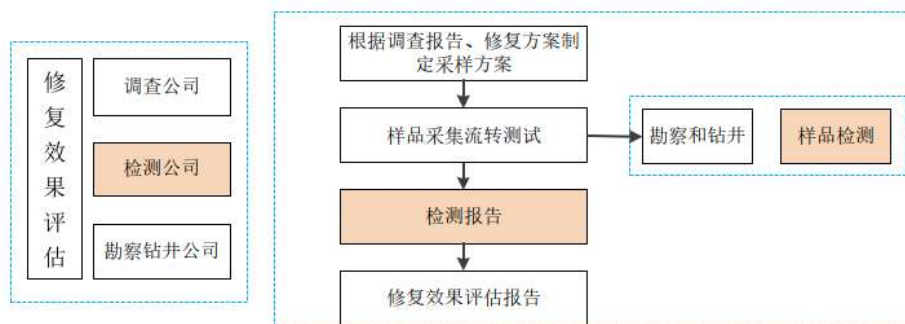 修复效果评估
调查公司
检测公司
勘察钻井公司
根据调查报告、修复方案制
定采样方案
样品采集流转测试
勘察和钻井
样品检测
检测报告
修复效果评估报告